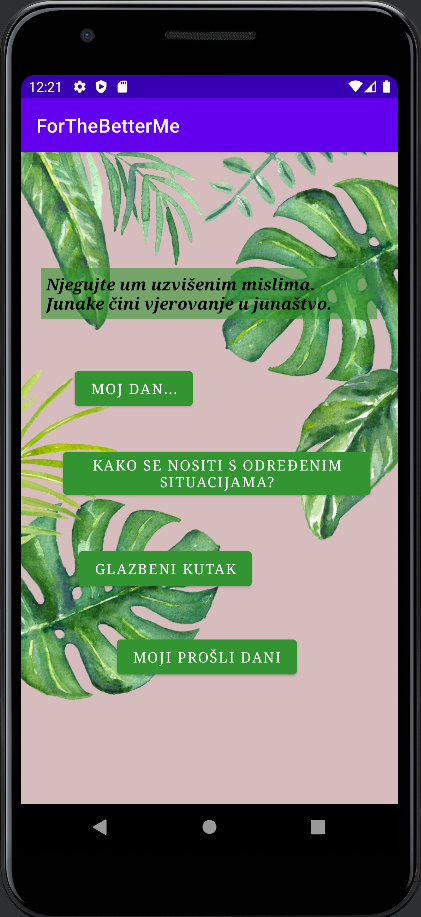 12:21
ForTheBetterMe
Njegujte um uzvišenim mislima.
Junake čini vjerovanje u junaštvo.
MOJ DAN...
KAKO SE NOSITI S ODREĐENIM
SITUACIJAMA?
GLAZBENI KUTAK
MOJI PROŠLI DANI